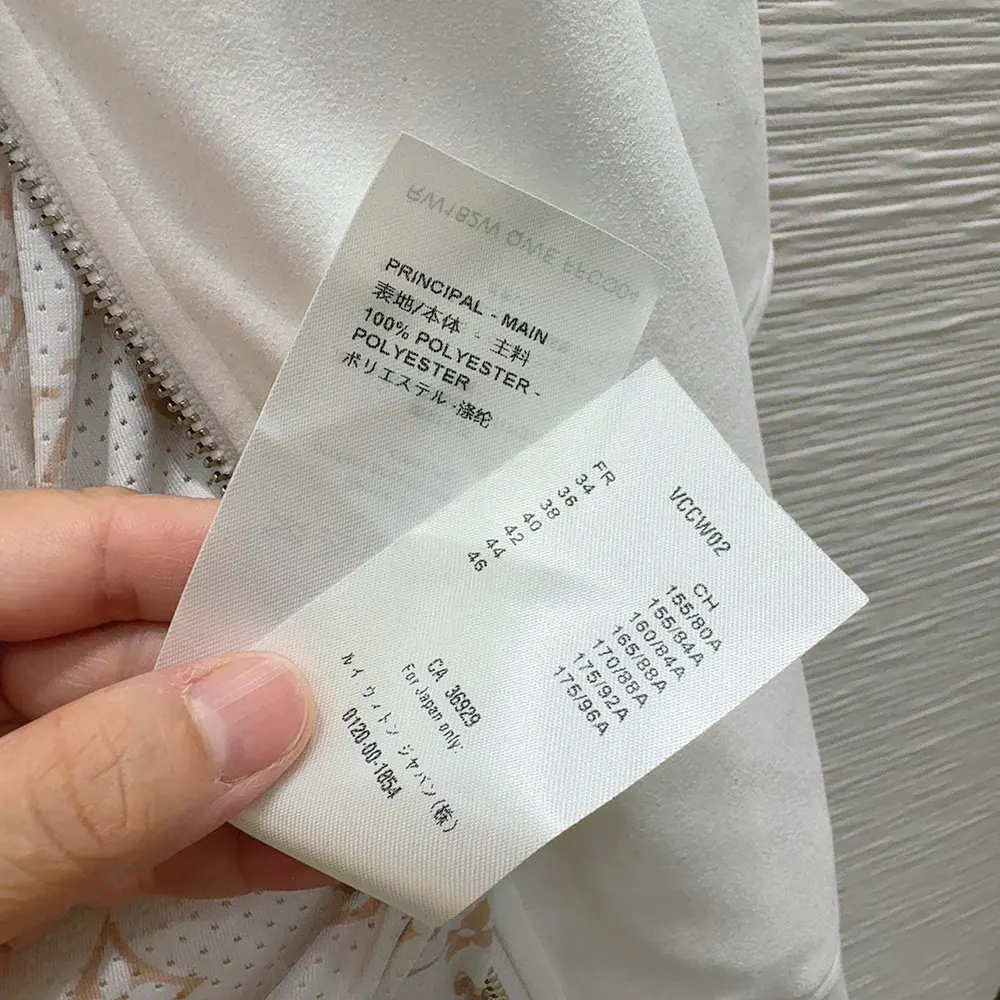 PRINCIPAL - MAIN
表地/本体 - 主料
100% POLYESTER -
POLYESTER
ポリエステル -涤纶
VCCW02
FR
34
36
38
40
42
44
46
CH
155/80A
155/84A
160/84A
165/88A
170/88A
175/92A
175/96A
CA 36929
For Japan only:
ルイ ヴィトン ジャパン(株)
0120-00-1854